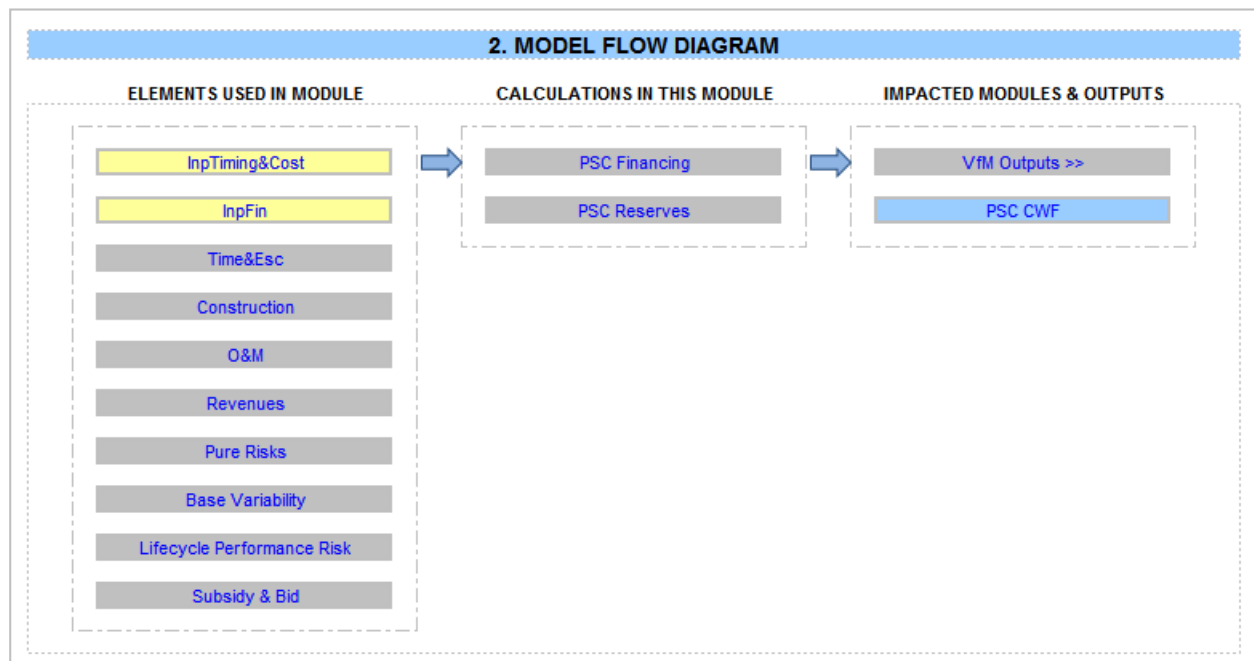 2. MODEL FLOW DIAGRAM
ELEMENTS USED IN MODULE
InpTiming&Cost
InpFin
Time&Esc
Construction
O&M
Revenues
Pure Risks
Base Variability
Lifecycle Performance Risk
Subsidy & Bid
CALCULATIONS IN THIS MODULE
PSC Financing
PSC Reserves
IMPACTED MODULES & OUTPUTS
VfM Outputs >>
PSC CWF